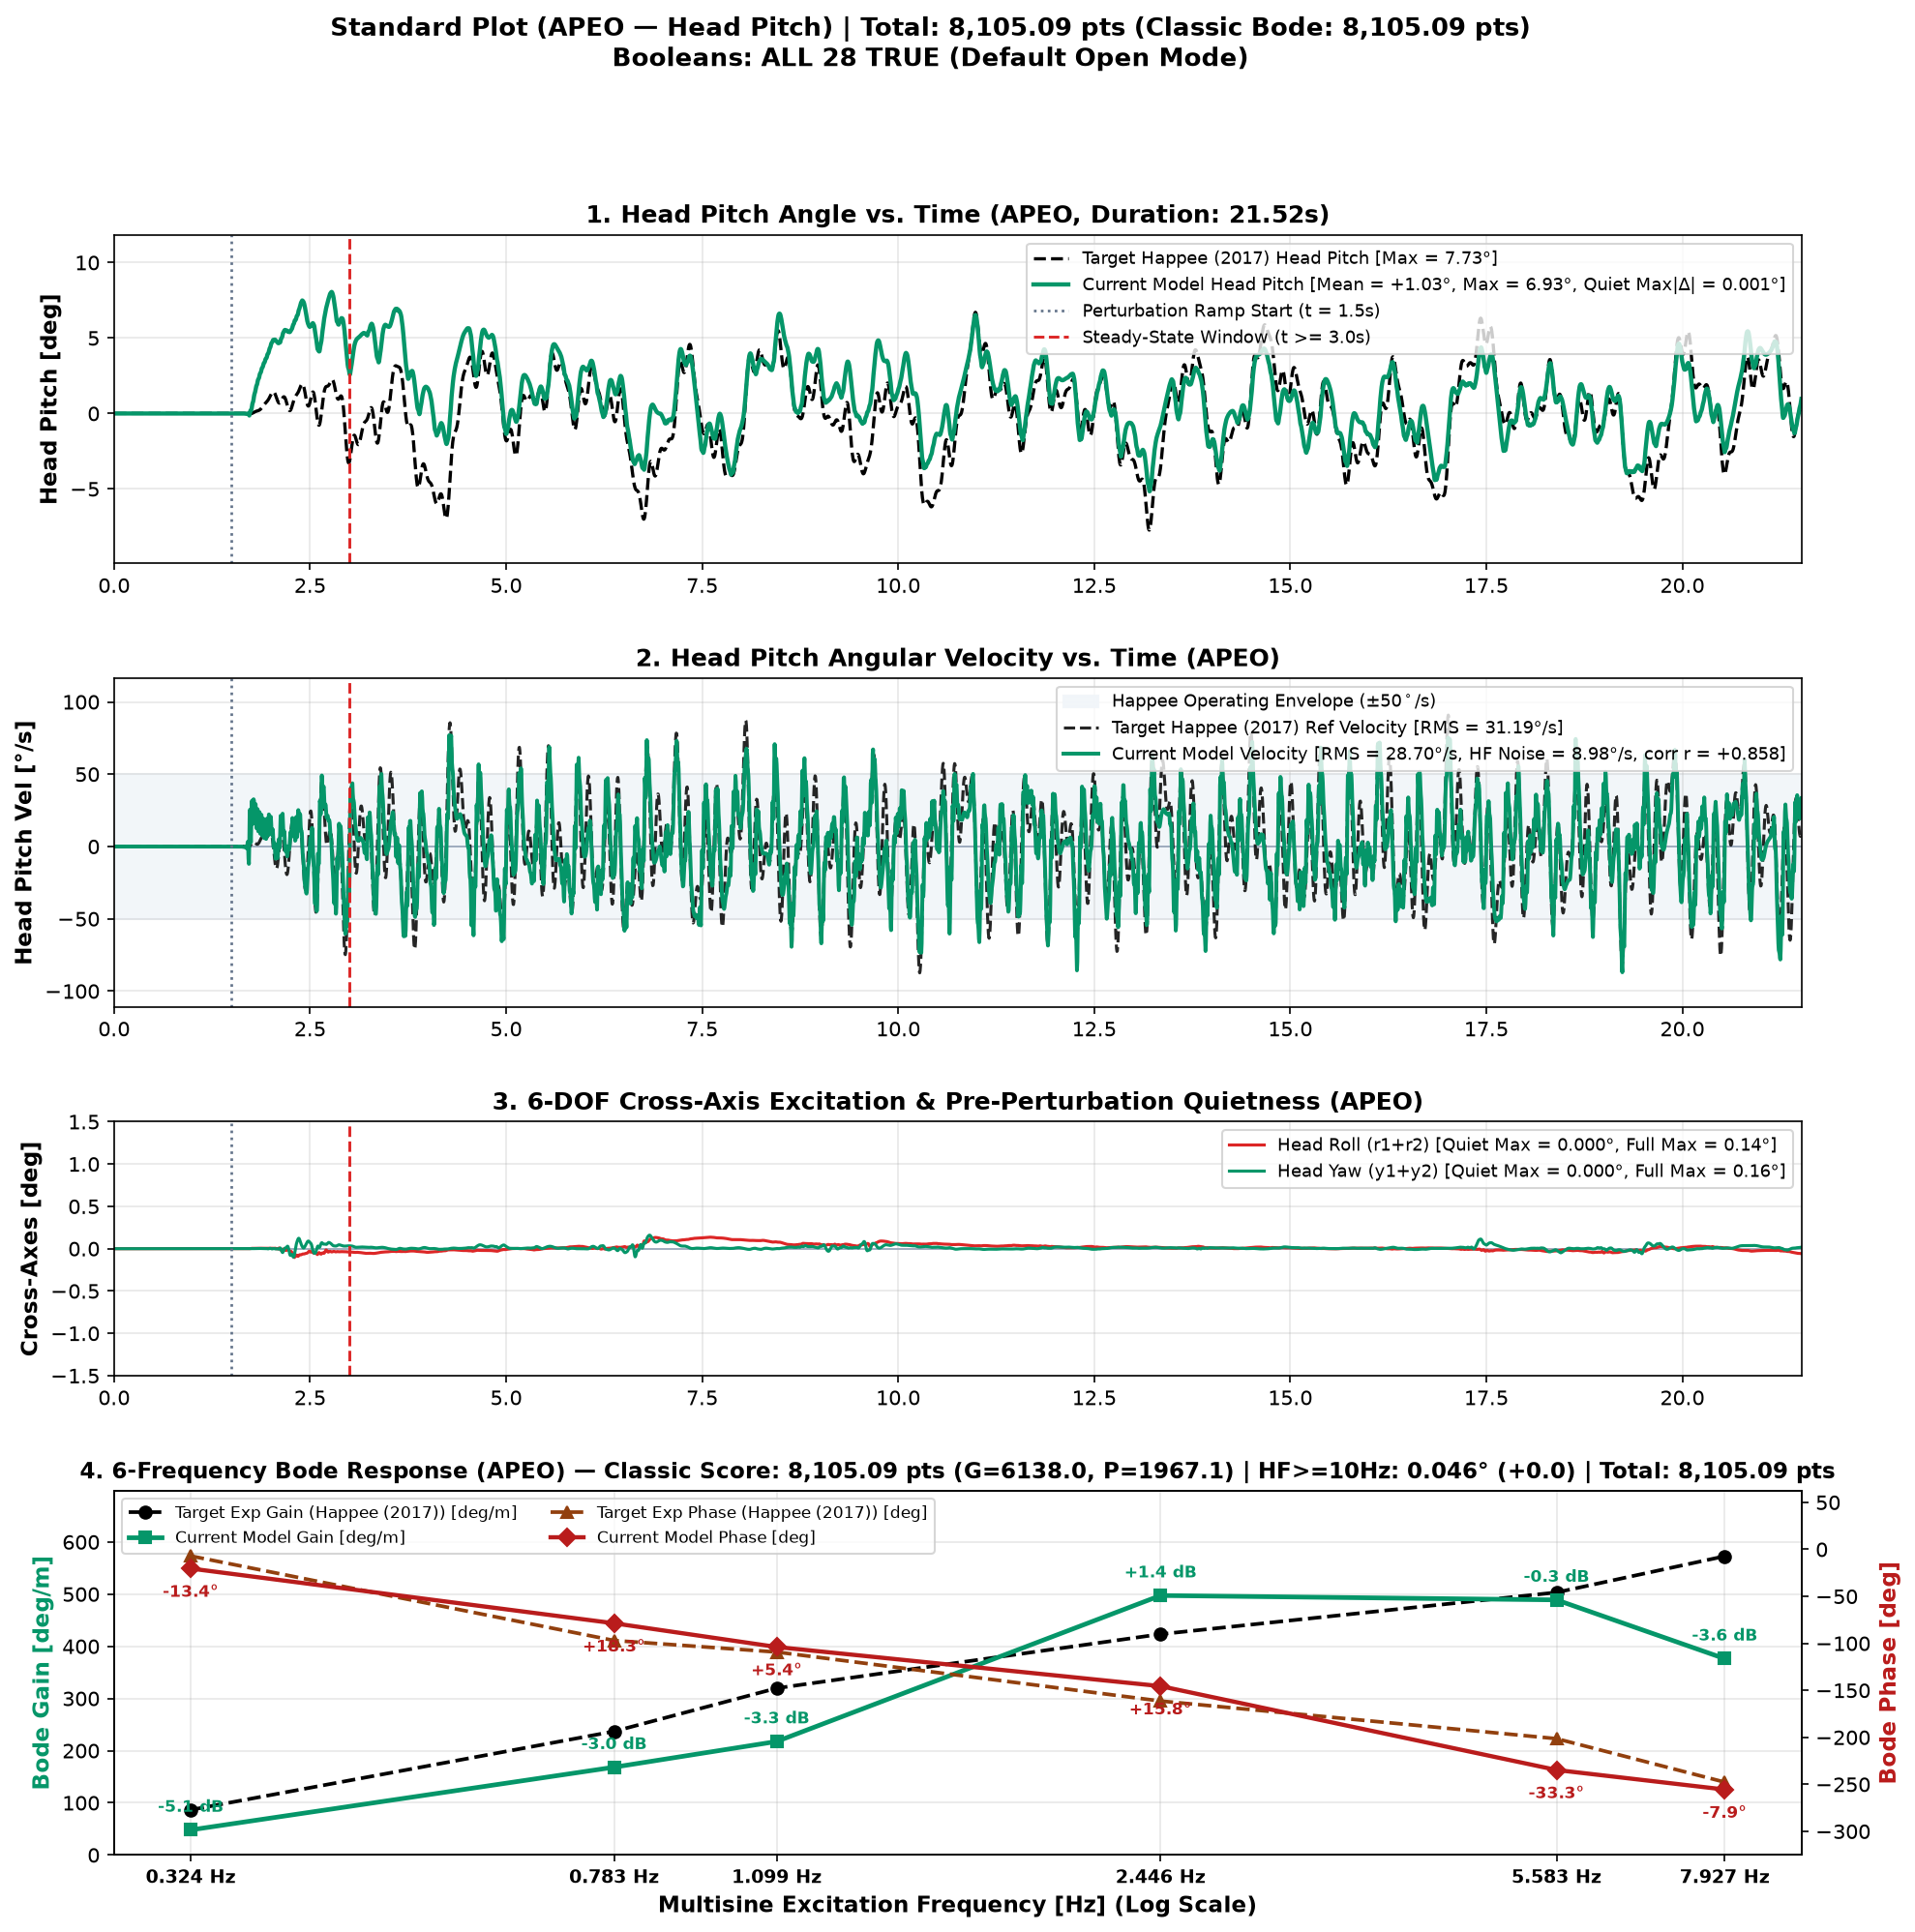 Standard Plot (APEO — Head Pitch) | Total: 8,105.09 pts (Classic Bode: 8,105.09 pts)
Booleans: ALL 28 TRUE (Default Open Mode)
1. Head Pitch Angle vs. Time (APEO, Duration: 21.52s)
Head Pitch [deg]
10
5
0
−5
Target Happee (2017) Head Pitch [Max = 7.73°]
Current Model Head Pitch [Mean = +1.03°, Max = 6.93°, Quiet Max|Δ| = 0.001°]
Perturbation Ramp Start (t = 1.5s)
Steady-State Window (t >= 3.0s)
0.0 2.5 5.0 7.5 10.0 12.5 15.0 17.5 20.0
2. Head Pitch Angular Velocity vs. Time (APEO)
Head Pitch Vel [°/s]
100
50
0
−50
−100
Happee Operating Envelope (±50°/s)
Target Happee (2017) Ref Velocity [RMS = 31.19°/s]
Current Model Velocity [RMS = 28.70°/s, HF Noise = 8.98°/s, corr r = +0.858]
0.0 2.5 5.0 7.5 10.0 12.5 15.0 17.5 20.0
3. 6-DOF Cross-Axis Excitation & Pre-Perturbation Quietness (APEO)
Cross-Axes [deg]
1.5
1.0
0.5
0.0
−0.5
−1.0
−1.5
Head Roll (r1+r2) [Quiet Max = 0.000°, Full Max = 0.14°]
Head Yaw (y1+y2) [Quiet Max = 0.000°, Full Max = 0.16°]
0.0 2.5 5.0 7.5 10.0 12.5 15.0 17.5 20.0
4. 6-Frequency Bode Response (APEO) — Classic Score: 8,105.09 pts (G=6138.0, P=1967.1) | HF>=10Hz: 0.046° (+0.0) | Total: 8,105.09 pts
Bode Gain [deg/m]
600
500
400
300
200
100
0
Target Exp Gain (Happee (2017)) [deg/m]
Current Model Gain [deg/m]
Target Exp Phase (Happee (2017)) [deg]
Current Model Phase [deg]
-5.1 dB
-3.0 dB
-3.3 dB
+1.4 dB
-0.3 dB
-3.6 dB
-13.4°
+5.4°
+15.8°
-33.3°
-7.9°
50
0
−50
−100
−150
−200
−250
−300
Bode Phase [deg]
0.324 Hz 0.783 Hz 1.099 Hz 2.446 Hz 5.583 Hz 7.927 Hz
Multisine Excitation Frequency [Hz] (Log Scale)